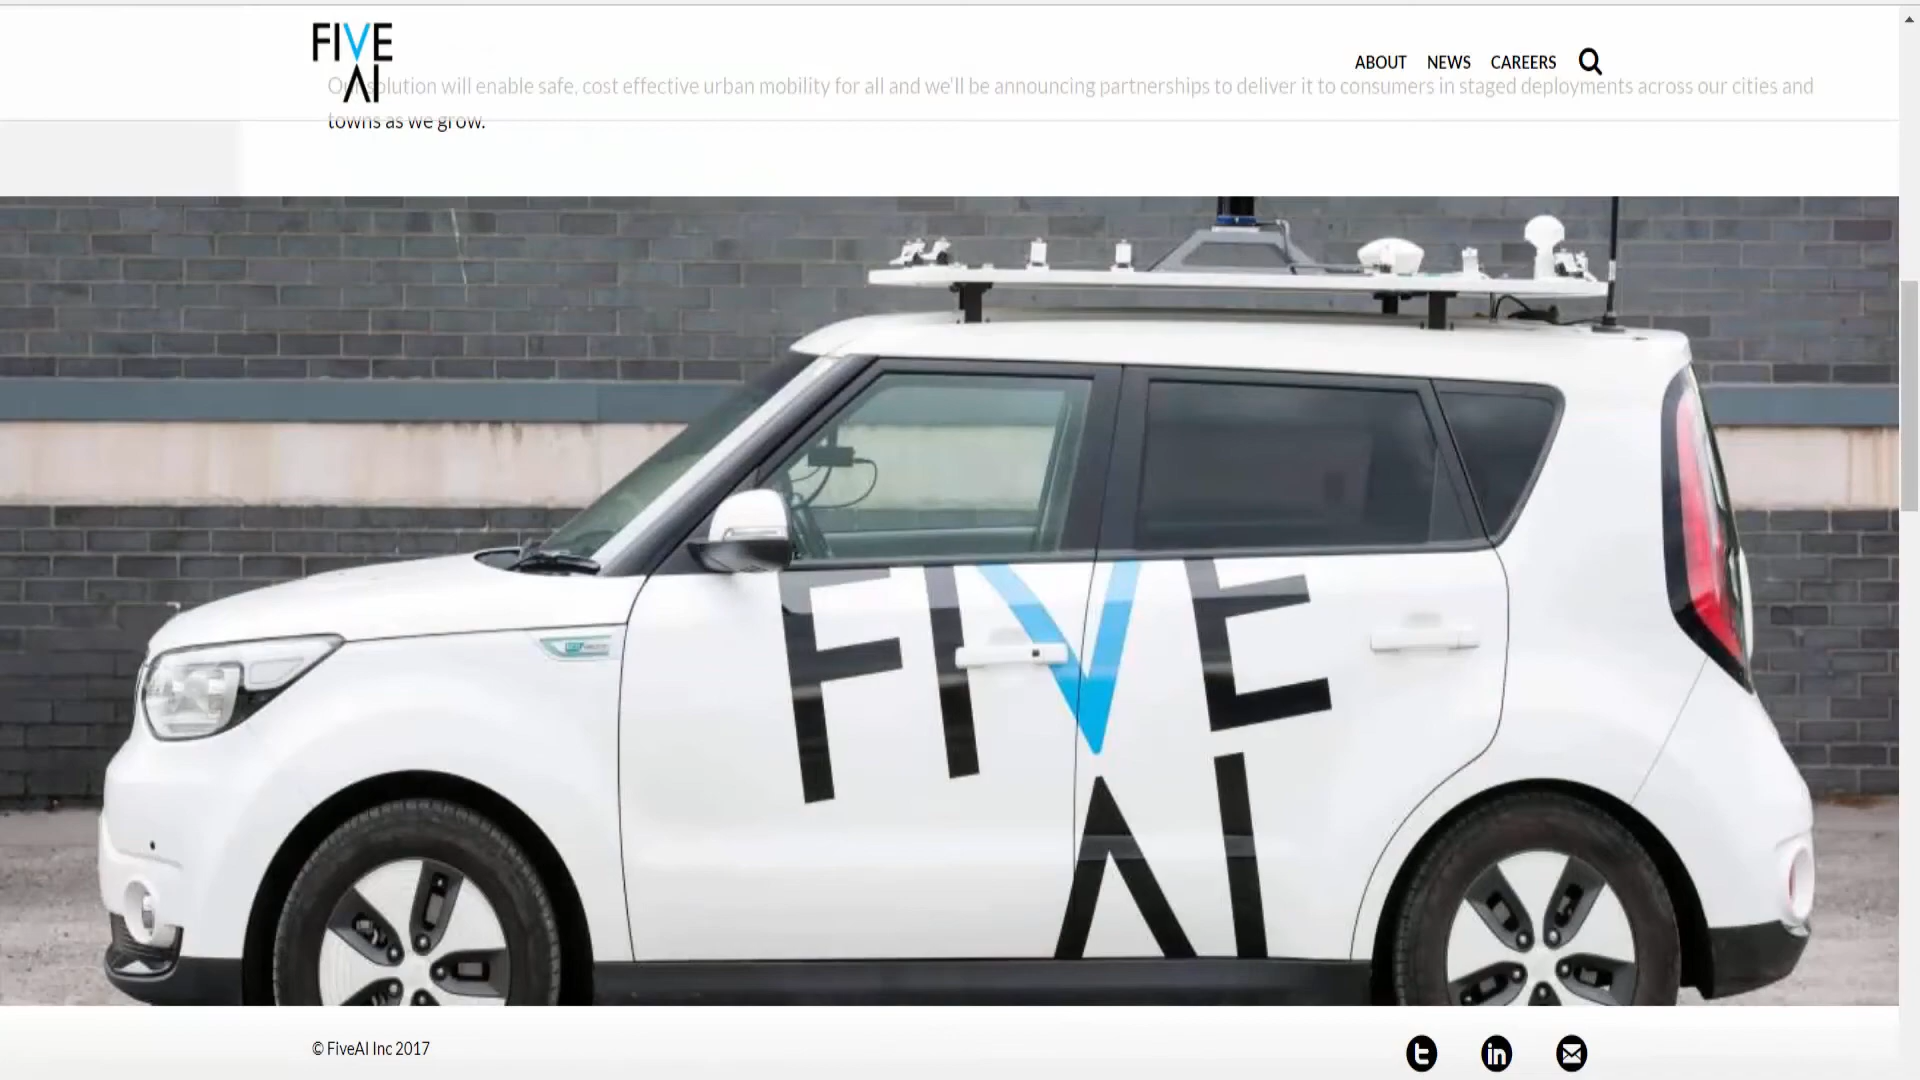 FIVE
AI
ABOUT NEWS CAREERS
Our solution will enable safe, cost effective urban mobility for all and we'll be announcing partnerships to deliver it to consumers in staged deployments across our cities and
towns as we grow.
FIVE
AI
© FiveAI Inc 2017